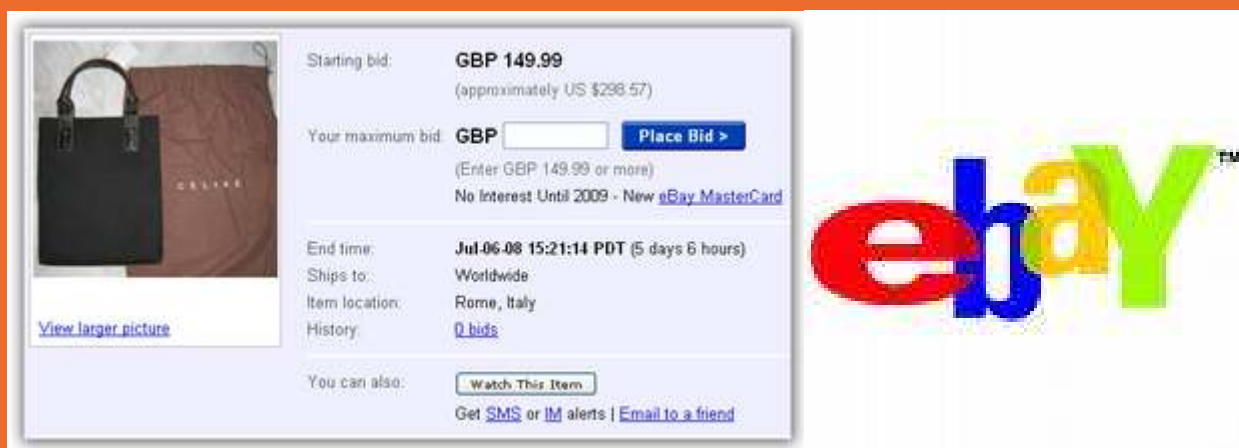 Starting bid: GBP 149.99
(approximately US $298.57)
Your maximum bid: GBP Place Bid >
(Enter GBP 149.99 or more)
No Interest Until 2009 - New eBay MasterCard
End time: Jul-06-08 15:21:14 PDT (5 days 6 hours)
Ships to: Worldwide
Item location: Rome, Italy
History: 0 bids
You can also: Watch This Item
Get SMS or IM alerts | Email to a friend
CELINE
View larger picture
ebaY™